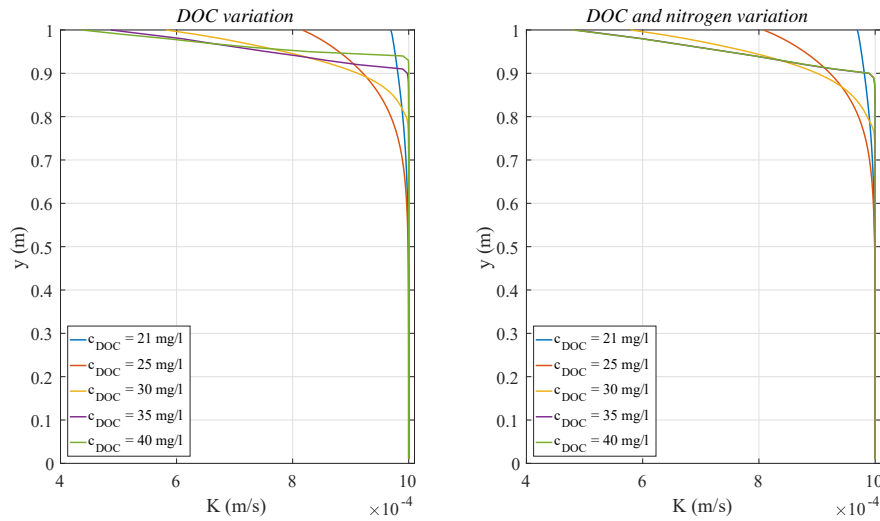 DOC variation
1
0.9
0.8
0.7
0.6
0.5
0.4
0.3
0.2
0.1
0
y (m)
c_DOC = 21 mg/l
c_DOC = 25 mg/l
c_DOC = 30 mg/l
c_DOC = 35 mg/l
c_DOC = 40 mg/l
4 6 8 10
K (m/s)
×10⁻⁴
DOC and nitrogen variation
1
0.9
0.8
0.7
0.6
0.5
0.4
0.3
0.2
0.1
0
y (m)
c_DOC = 21 mg/l
c_DOC = 25 mg/l
c_DOC = 30 mg/l
c_DOC = 35 mg/l
c_DOC = 40 mg/l
4 6 8 10
K (m/s)
×10⁻⁴